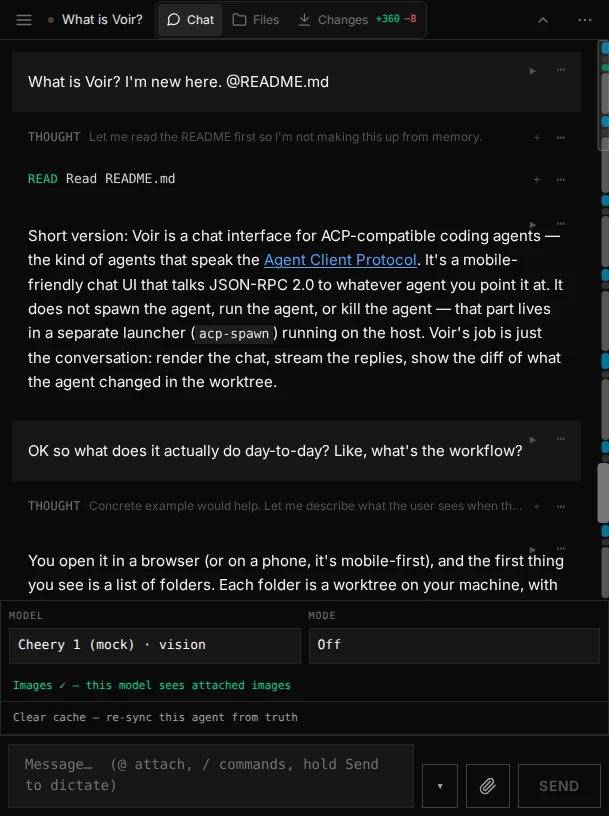 What is Voir?
Chat
Files
Changes +360 −8
What is Voir? I'm new here. @README.md
THOUGHT Let me read the README first so I'm not making this up from memory.
READ Read README.md
Short version: Voir is a chat interface for ACP-compatible coding agents —
the kind of agents that speak the Agent Client Protocol. It's a mobile-
friendly chat UI that talks JSON-RPC 2.0 to whatever agent you point it at. It
does not spawn the agent, run the agent, or kill the agent — that part lives
in a separate launcher (acp-spawn) running on the host. Voir's job is just
the conversation: render the chat, stream the replies, show the diff of what
the agent changed in the worktree.
OK so what does it actually do day-to-day? Like, what's the workflow?
THOUGHT Concrete example would help. Let me describe what the user sees when th...
You open it in a browser (or on a phone, it's mobile-first), and the first thing
you see is a list of folders. Each folder is a worktree on your machine, with
MODEL
MODE
Cheery 1 (mock) · vision
Off
Images ✓ — this model sees attached images
Clear cache — re-sync this agent from truth
Message… (@ attach, / commands, hold Send
to dictate)
SEND